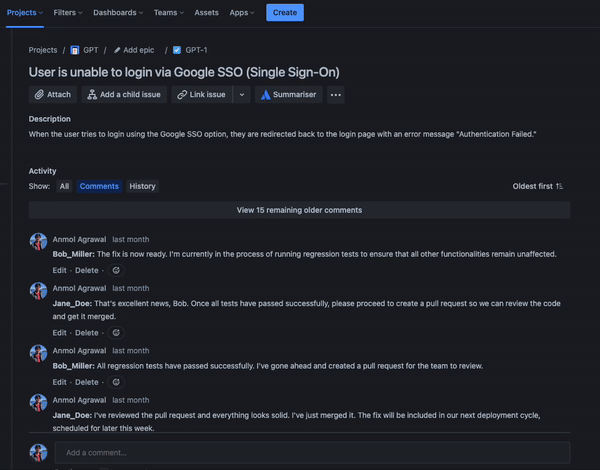 Projects Filters Dashboards Teams Assets Apps Create
Projects / GPT / Add epic / GPT-1
User is unable to login via Google SSO (Single Sign-On)
Attach Add a child issue Link issue Summariser
Description
When the user tries to login using the Google SSO option, they are redirected back to the login page with an error message "Authentication Failed."
Activity
Show: All Comments History Oldest first
View 15 remaining older comments
Anmol Agrawal last month
Bob_Miller: The fix is now ready. I'm currently in the process of running regression tests to ensure that all other functionalities remain unaffected.
Edit · Delete ·
Anmol Agrawal last month
Jane_Doe: That's excellent news, Bob. Once all tests have passed successfully, please proceed to create a pull request so we can review the code
and get it merged.
Edit · Delete ·
Anmol Agrawal last month
Bob_Miller: All regression tests have passed successfully. I've gone ahead and created a pull request for the team to review.
Edit · Delete ·
Anmol Agrawal last month
Jane_Doe: I've reviewed the pull request and everything looks solid. I've just merged it. The fix will be included in our next deployment cycle,
scheduled for later this week.
Add a comment…